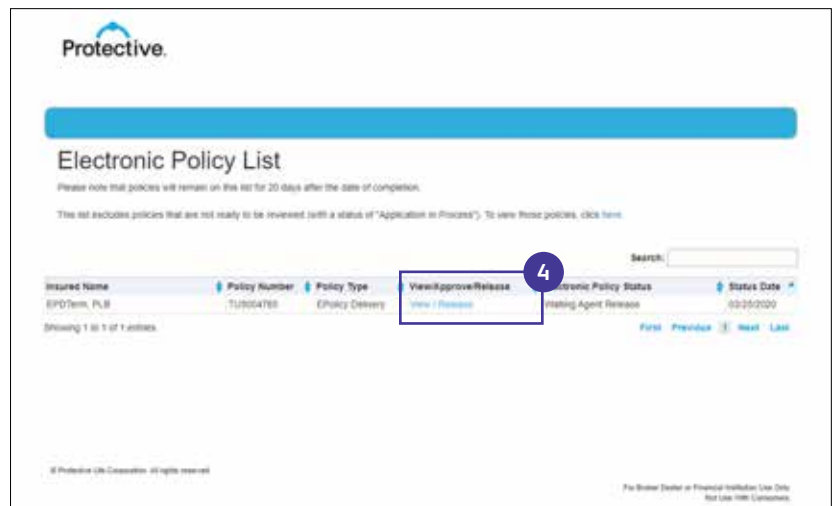 Protective.
Electronic Policy List
Please note that policies will remain on this list for 20 days after the date of completion.
This list excludes policies that are not ready to be reviewed (with a status of "Application in Process"). To view those policies, click here.
Search:
4
Insured Name Policy Number Policy Type View/Approve/Release Electronic Policy Status Status Date
EPDTerm, PLB EPolicy Delivery View / Release Waiting Agent Release 03/25/2020
Showing 1 to 1 of 1 entries
First Previous 1 Next Last
© Protective Life Corporation. All rights reserved
For Broker Dealer or Financial Institution Use Only.
Not Use With Consumers.